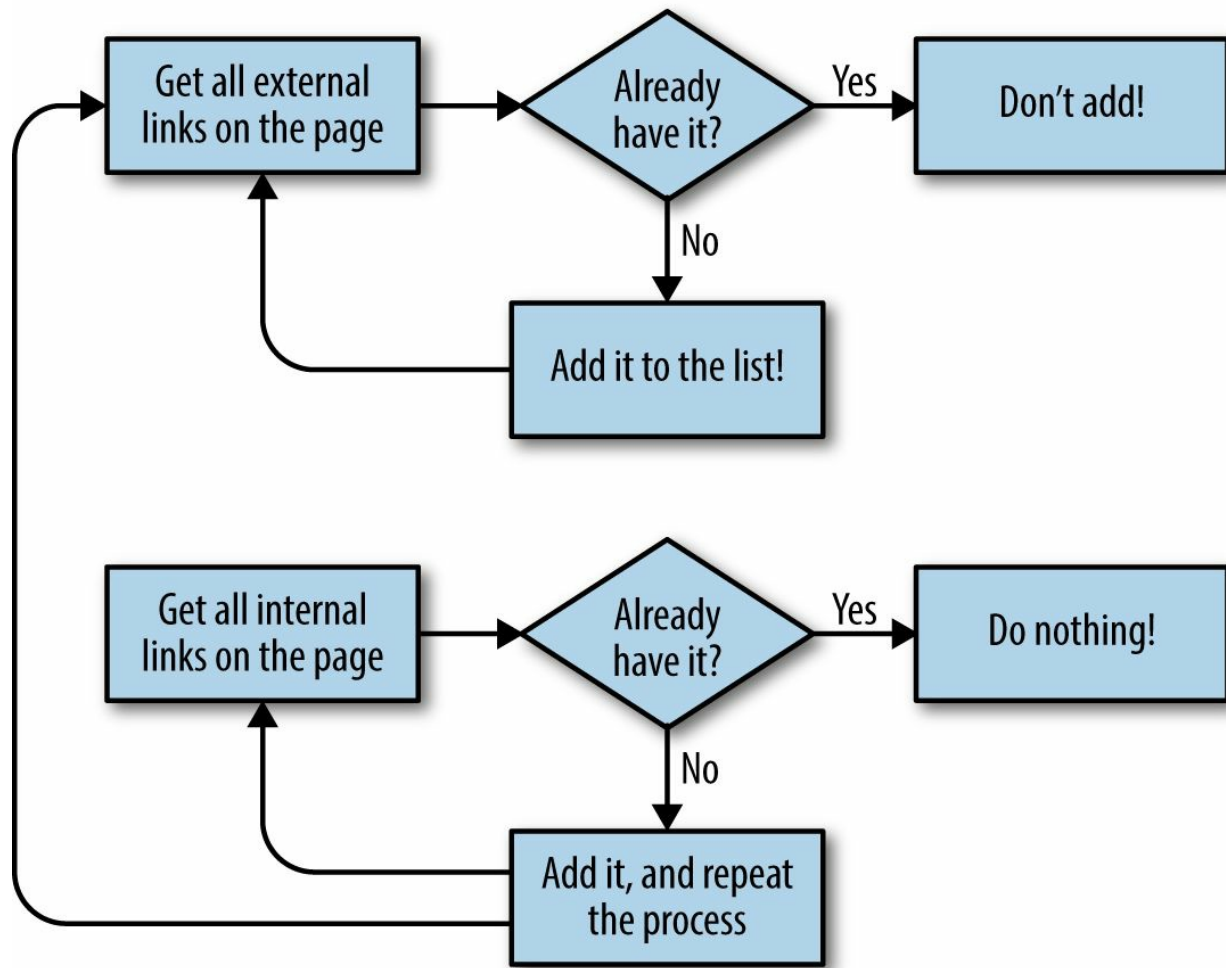 Get all external
links on the page
Already
have it?
Yes
Don't add!
No
Add it to the list!
Get all internal
links on the page
Already
have it?
Yes
Do nothing!
No
Add it, and repeat
the process